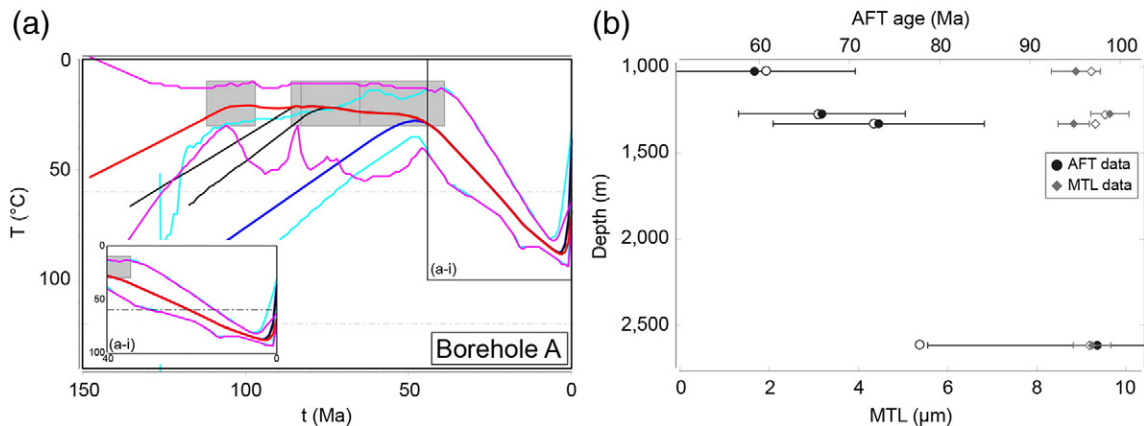 (a)
0
50
100
T (°C)
150
100
50
0
t (Ma)
(a-i)
Borehole A
0
50
100
40
0
(a-i)
(b)
AFT age (Ma)
60
70
80
90
100
1,000
1,500
2,000
2,500
Depth (m)
AFT data
MTL data
0
2
4
6
8
10
MTL (μm)